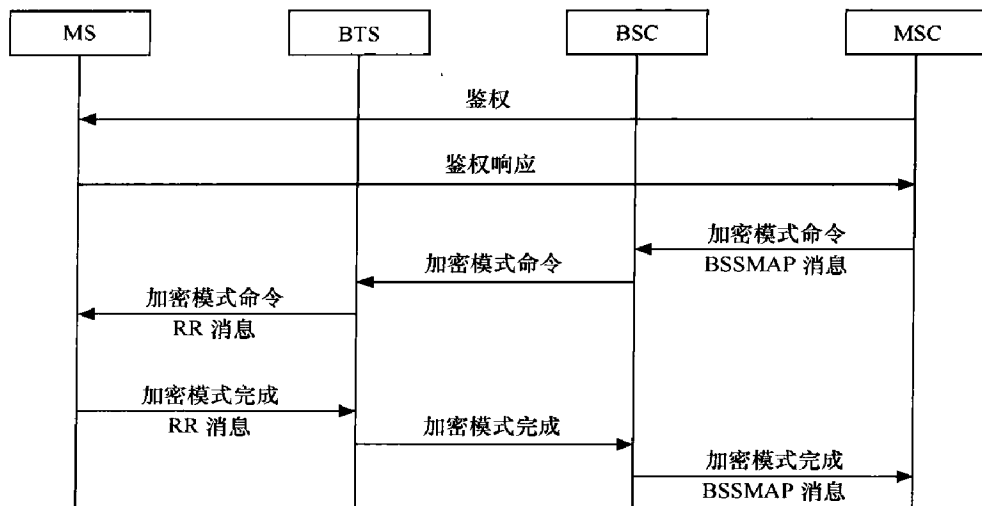 MS
BTS
BSC
MSC
鉴权
鉴权响应
加密模式命令
BSSMAP 消息
加密模式命令
加密模式命令
RR 消息
加密模式完成
RR 消息
加密模式完成
加密模式完成
BSSMAP 消息